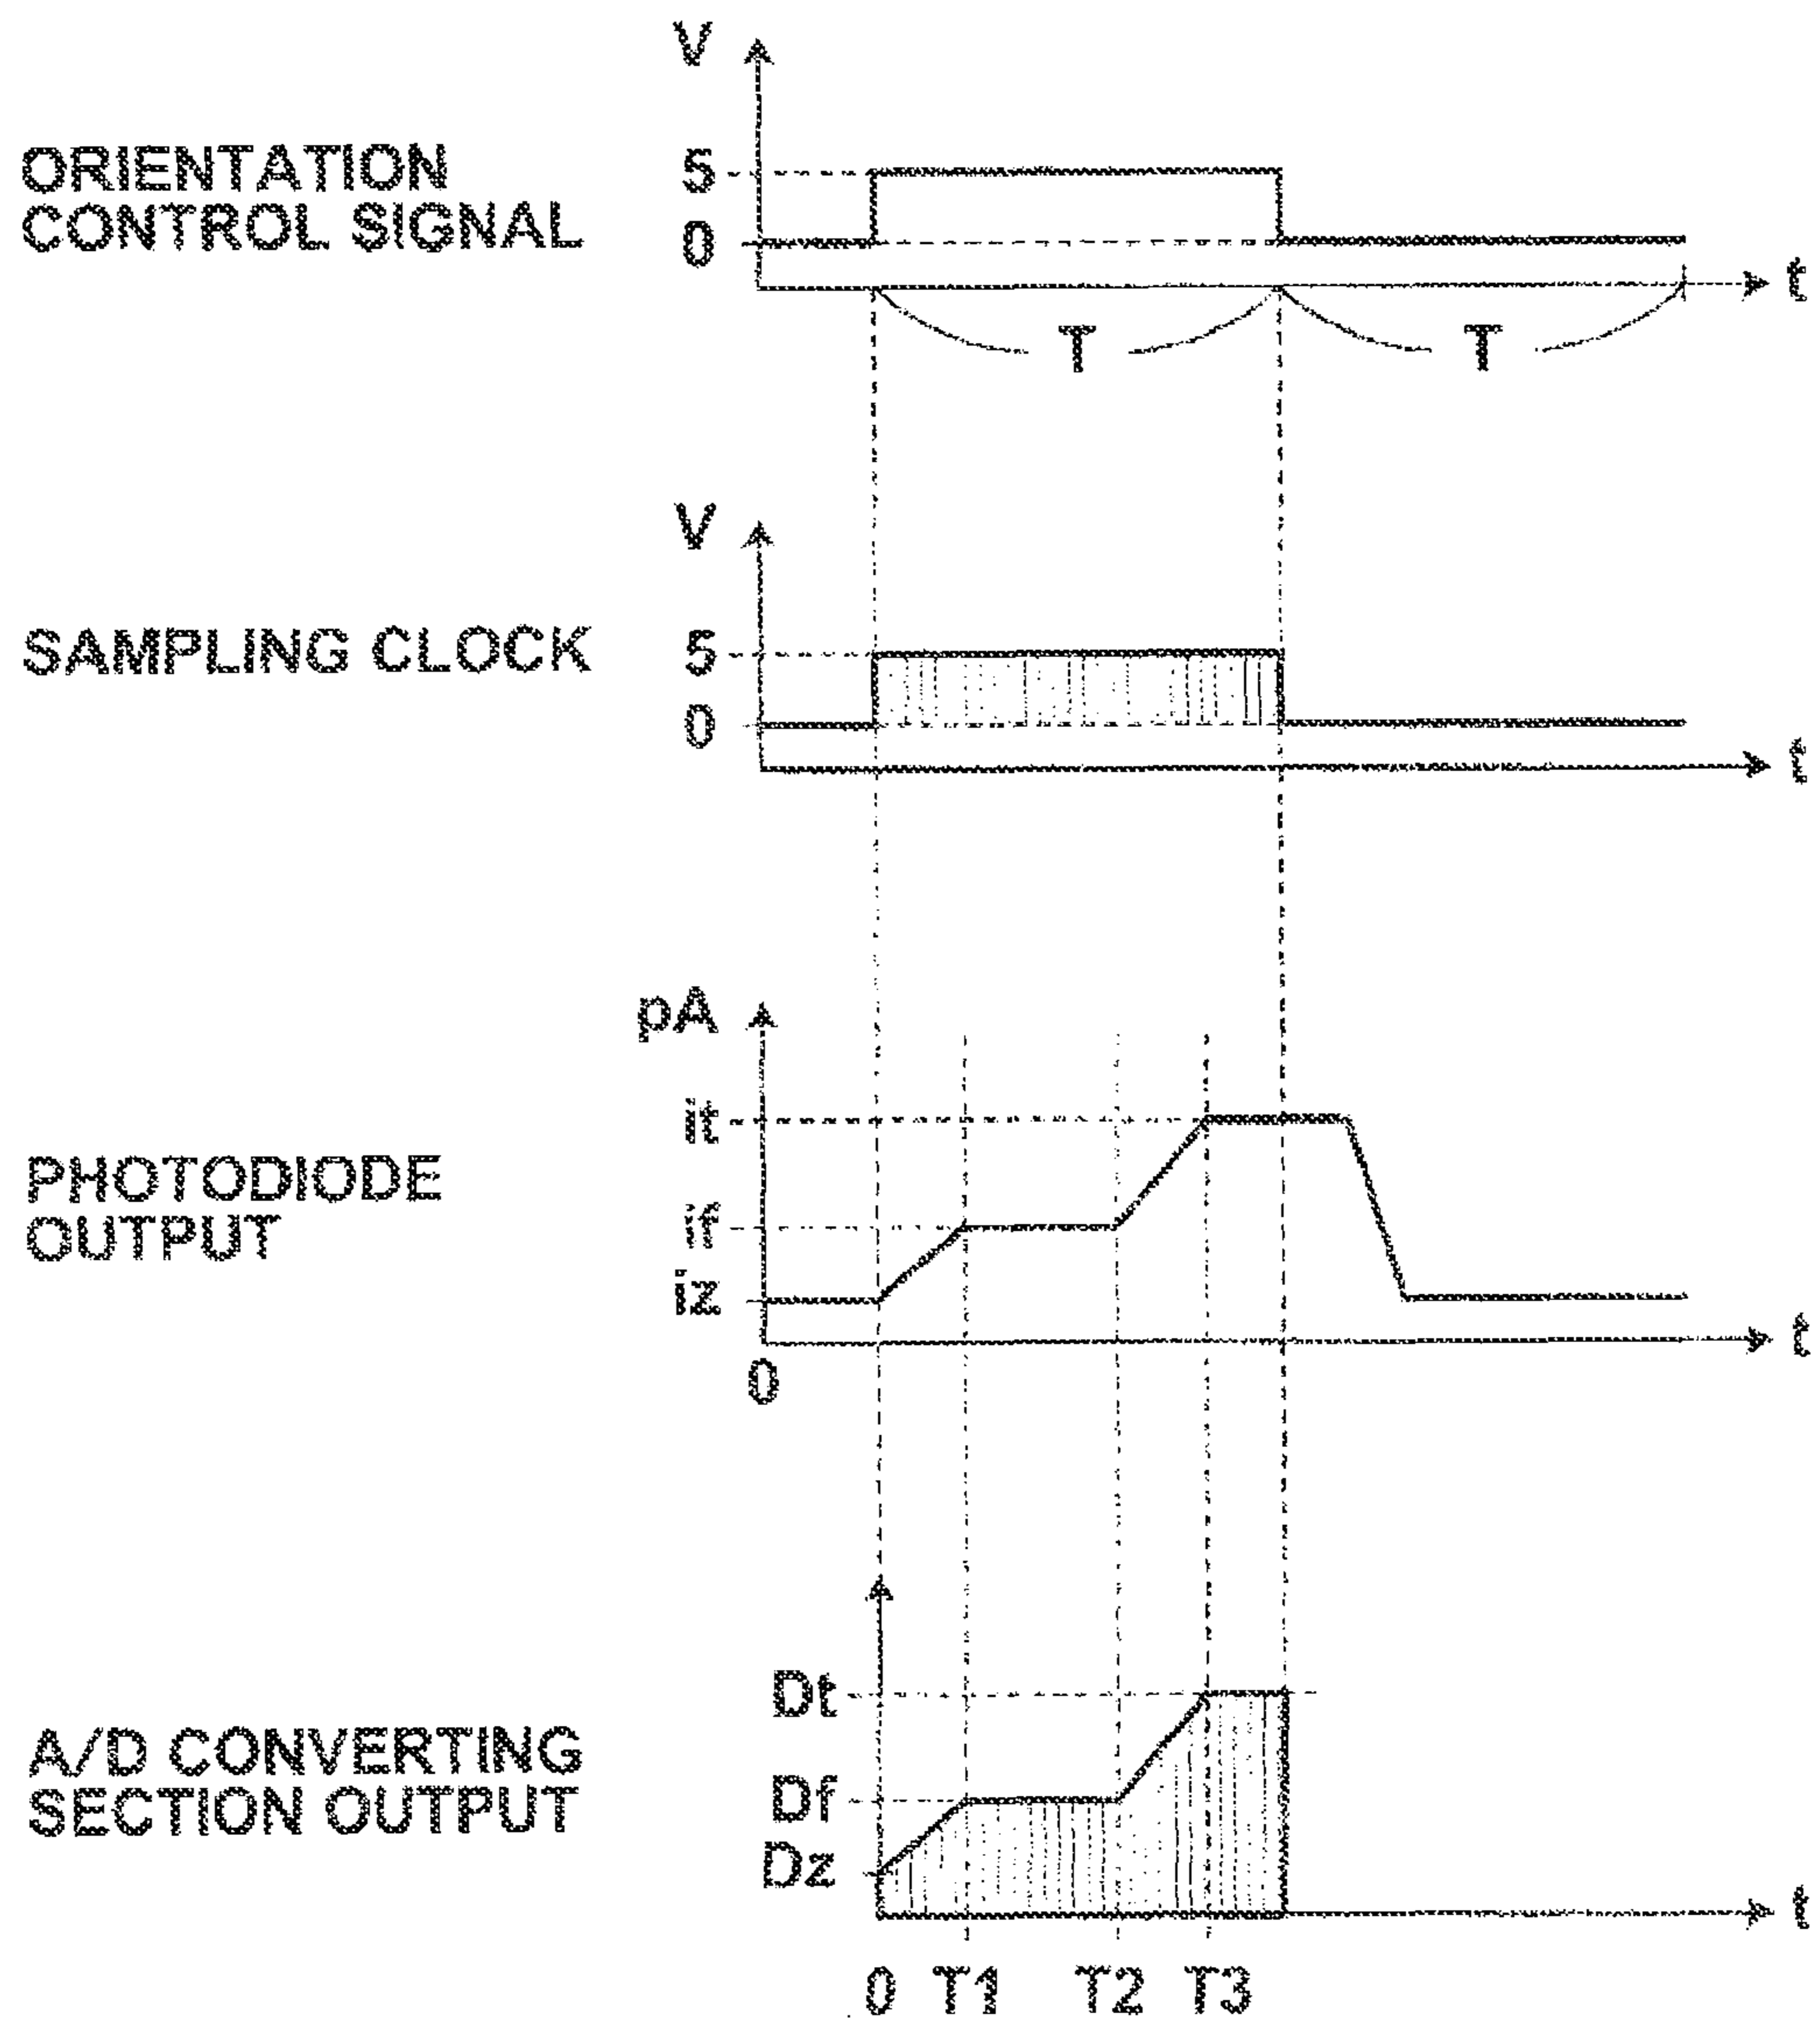 V
ORIENTATION
CONTROL SIGNAL
5
0
t
T
T
V
SAMPLING CLOCK
5
0
t
pA
it
PHOTODIODE
OUTPUT
if
iz
t
0
Dt
A/D CONVERTING
SECTION OUTPUT
Df
Dz
t
0 T1 T2 T3